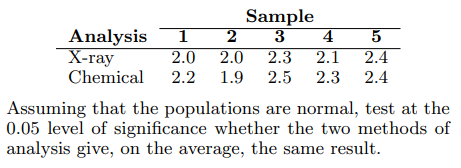 Sample
Analysis 1 2 3 4 5
X-ray 2.0 2.0 2.3 2.1 2.4
Chemical 2.2 1.9 2.5 2.3 2.4
Assuming that the populations are normal, test at the
0.05 level of significance whether the two methods of
analysis give, on the average, the same result.